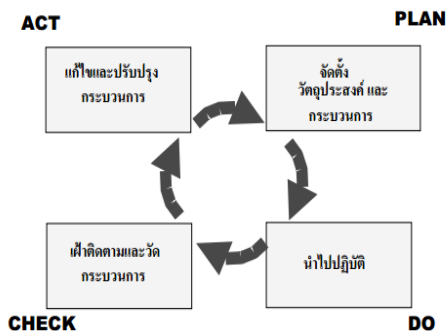 ACT
PLAN
แก้ไขและปรับปรุง
กระบวนการ
จัดตั้ง
วัตถุประสงค์ และ
กระบวนการ
เฝ้าติดตามและวัด
กระบวนการ
นำไปปฏิบัติ
CHECK
DO